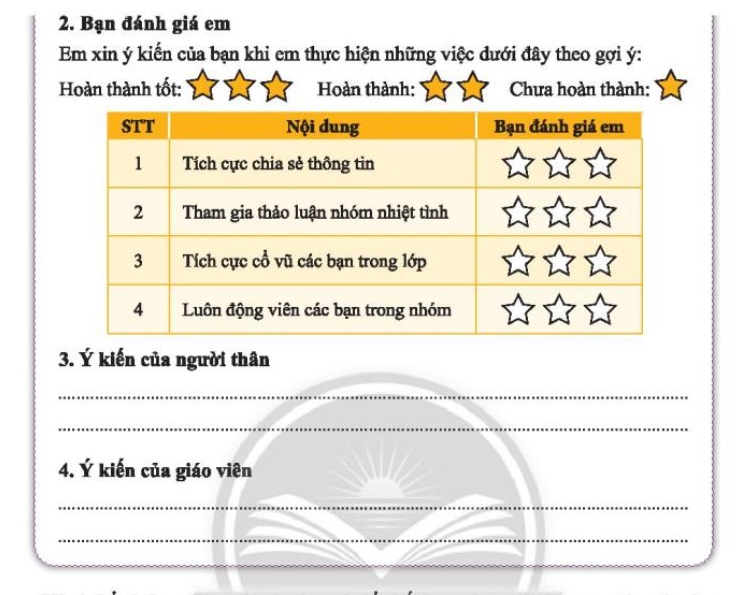 2. Bạn đánh giá em
Em xin ý kiến của bạn khi em thực hiện những việc dưới đây theo gợi ý:
Hoàn thành tốt: Hoàn thành: Chưa hoàn thành:
STT Nội dung Bạn đánh giá em
1 Tích cực chia sẻ thông tin
2 Tham gia thảo luận nhóm nhiệt tình
3 Tích cực cổ vũ các bạn trong lớp
4 Luôn động viên các bạn trong nhóm
3. Ý kiến của người thân
4. Ý kiến của giáo viên